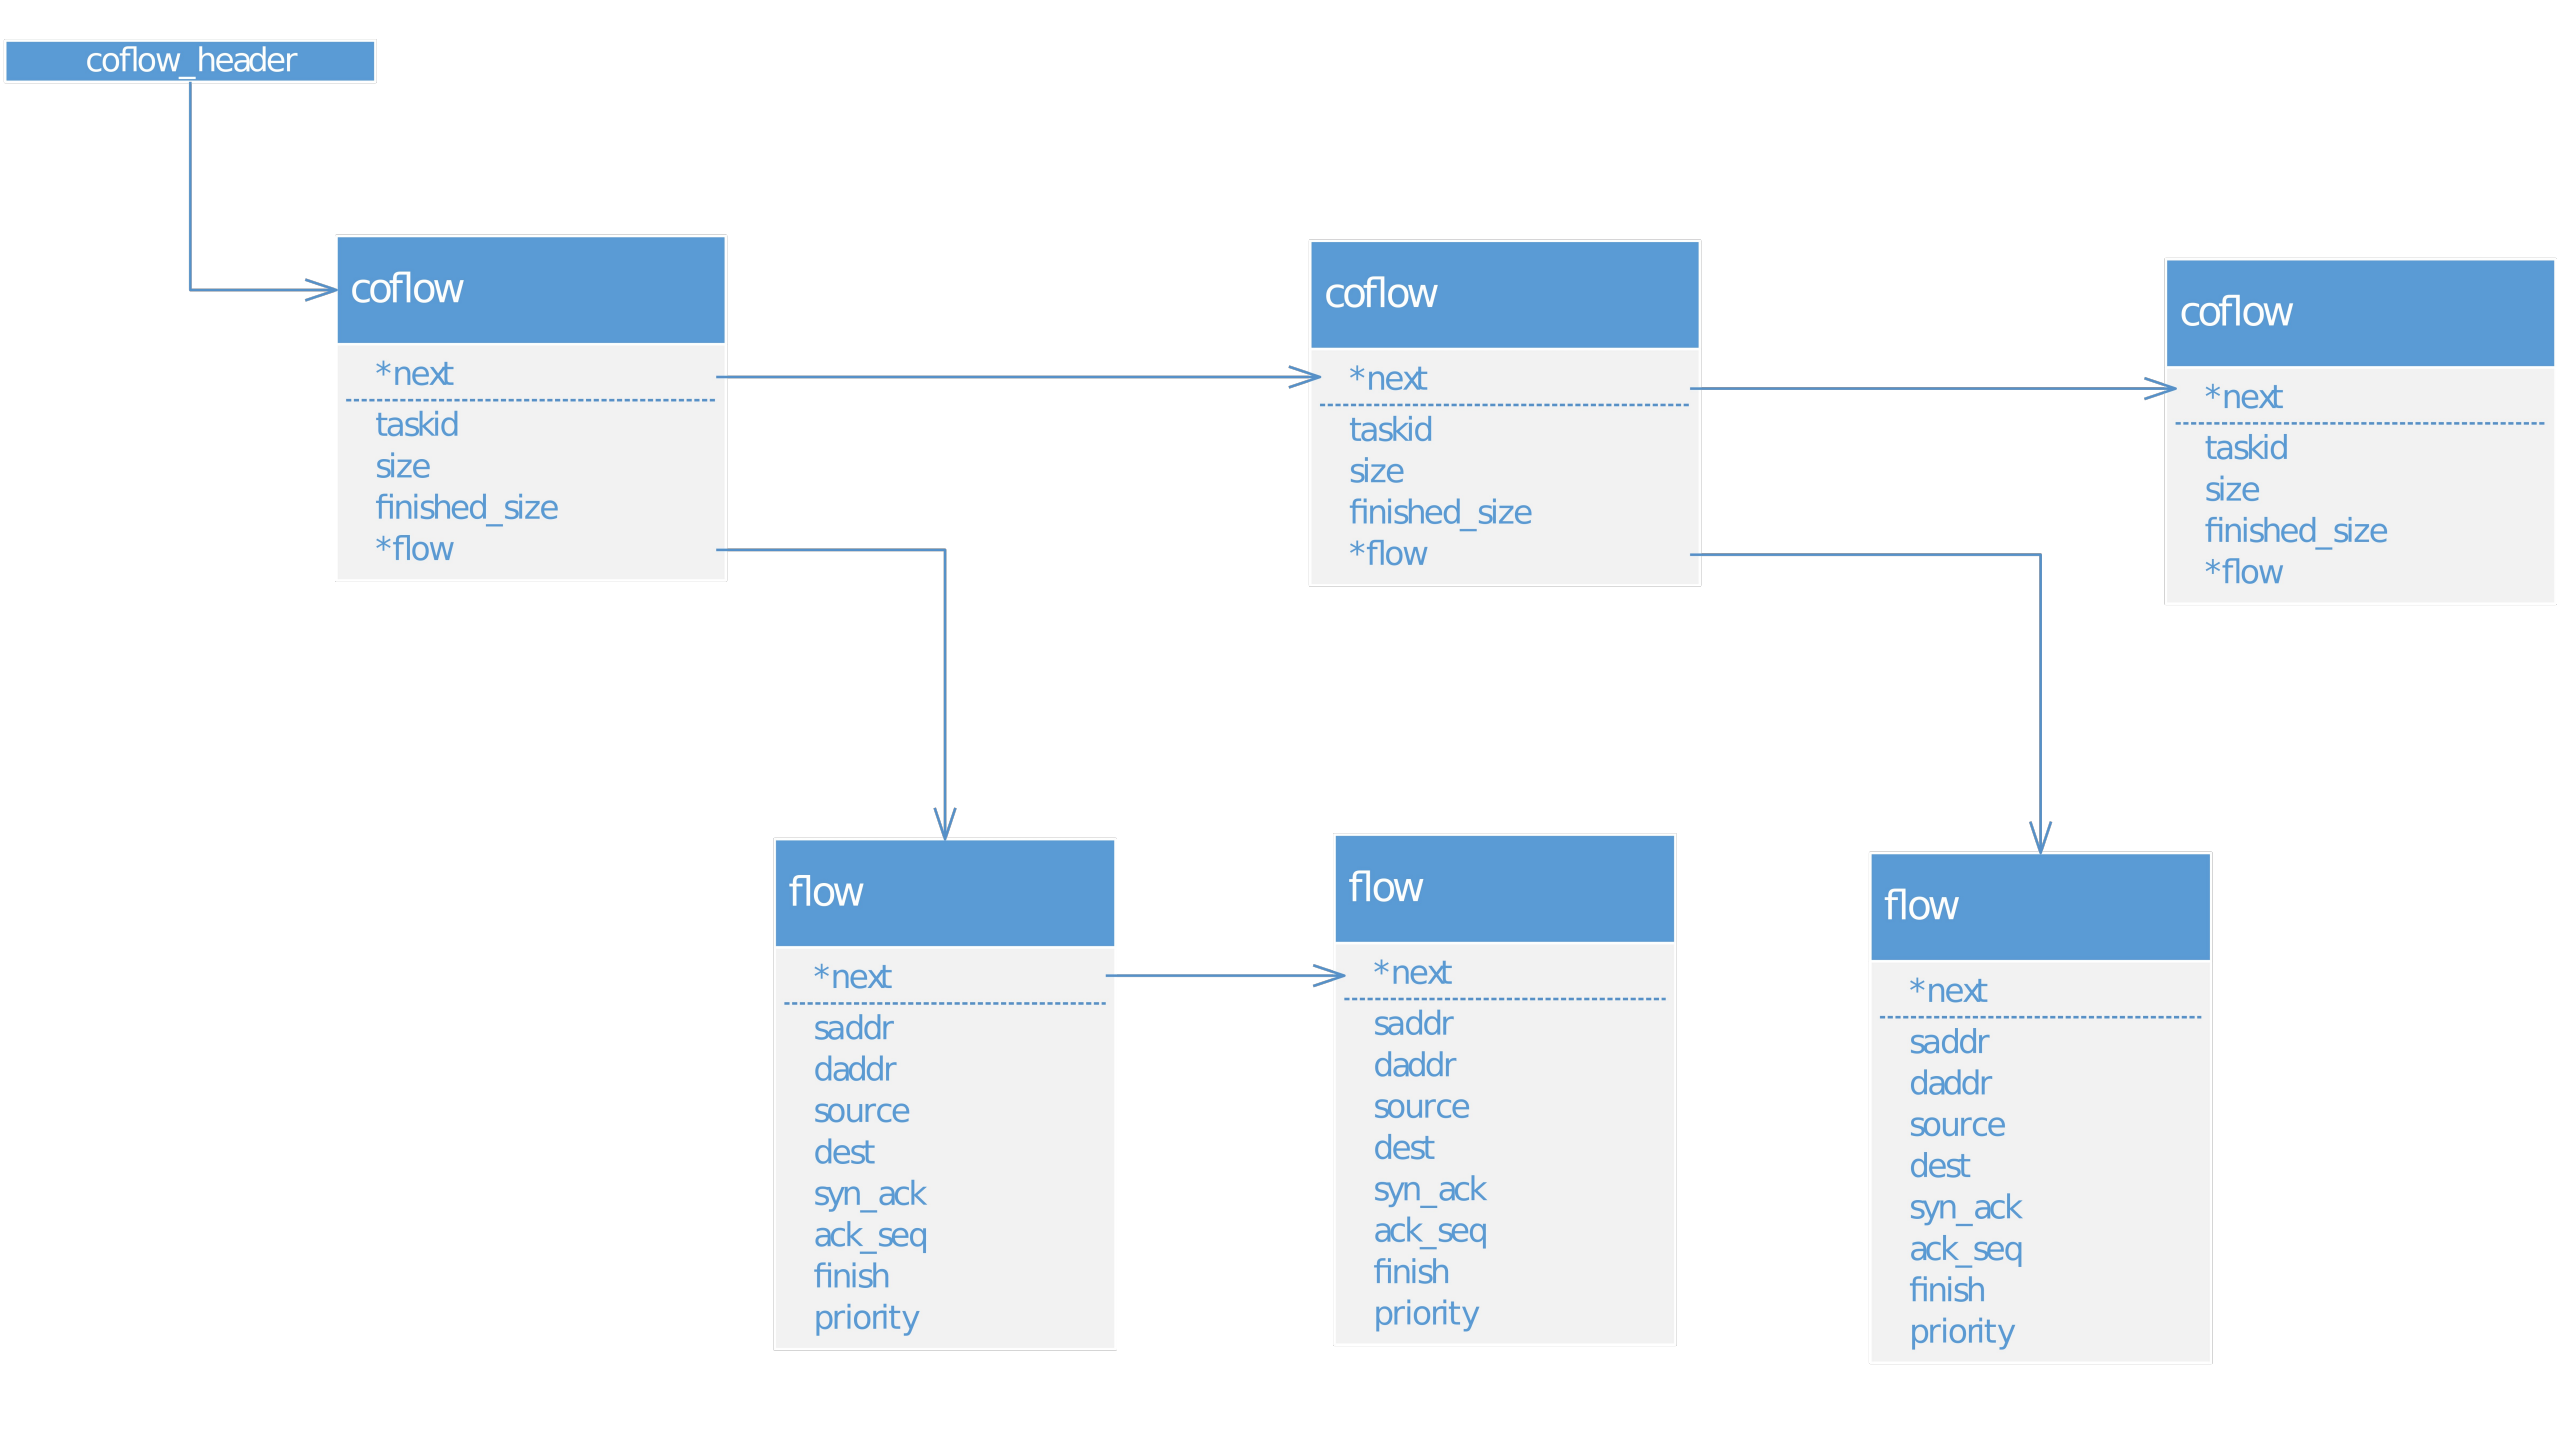 coflow_header
coflow
*next
taskid
size
finished_size
*flow
coflow
*next
taskid
size
finished_size
*flow
coflow
*next
taskid
size
finished_size
*flow
flow
*next
saddr
daddr
source
dest
syn_ack
ack_seq
finish
priority
flow
*next
saddr
daddr
source
dest
syn_ack
ack_seq
finish
priority
flow
*next
saddr
daddr
source
dest
syn_ack
ack_seq
finish
priority